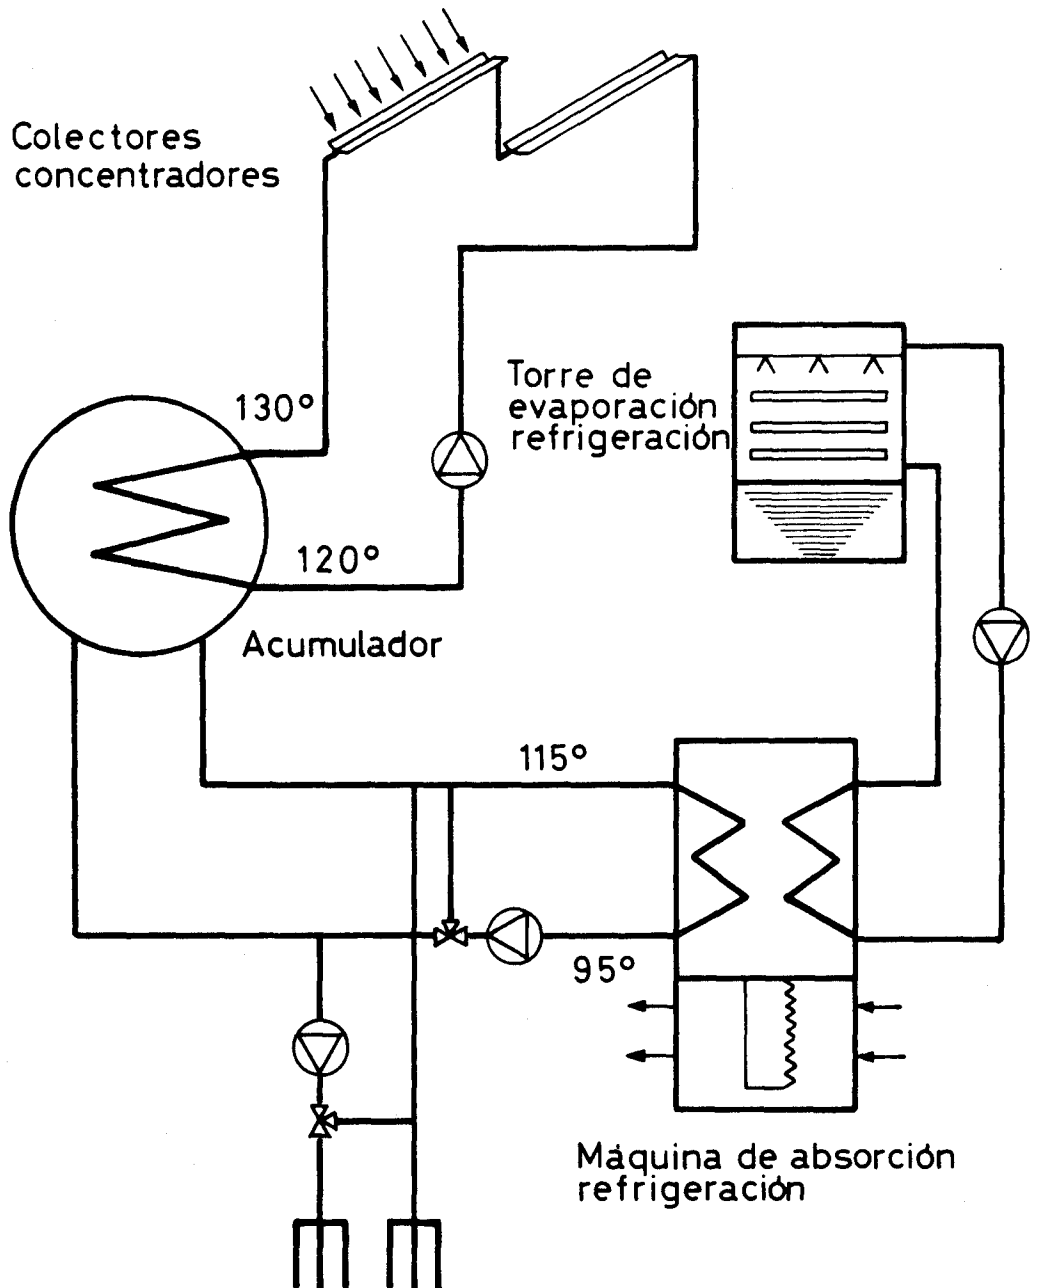 Colectores
concentradores
130°
Torre de
evaporación
refrigeración
120°
Acumulador
115°
95°
Máquina de absorción
refrigeración